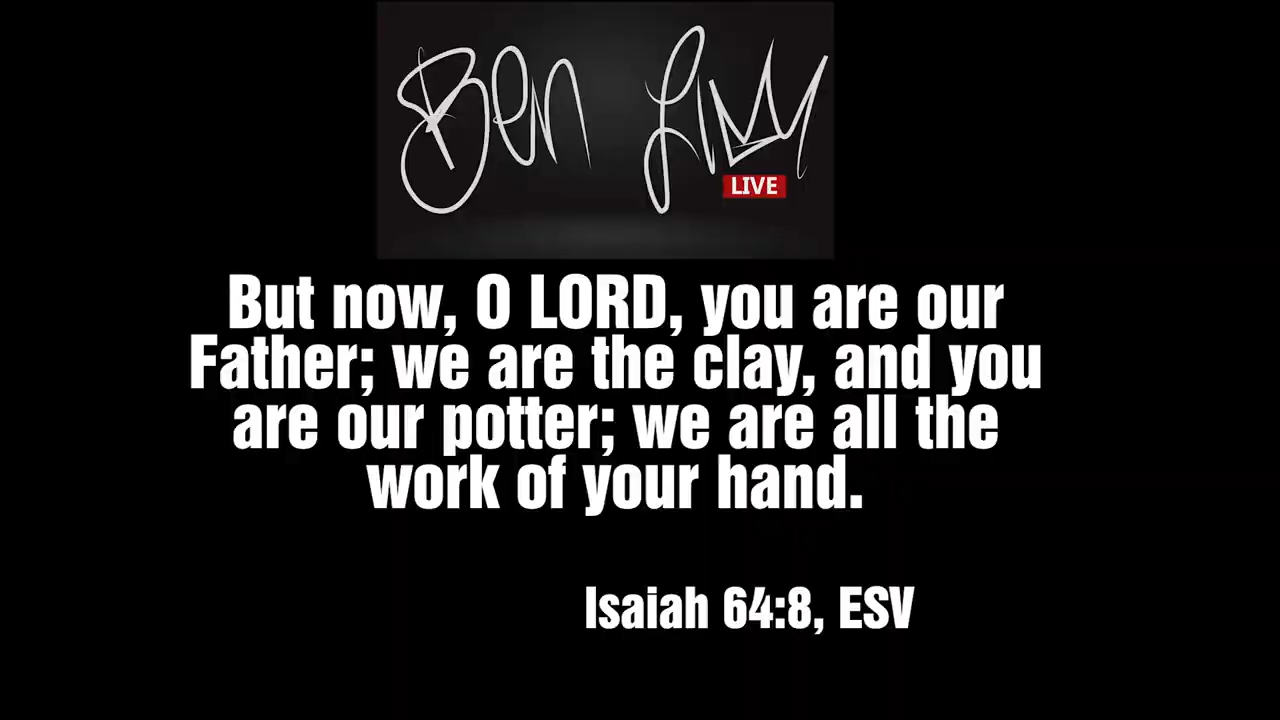 Ben
LIVE
But now, O LORD, you are our
Father; we are the clay, and you
are our potter; we are all the
work of your hand.
Isaiah 64:8, ESV